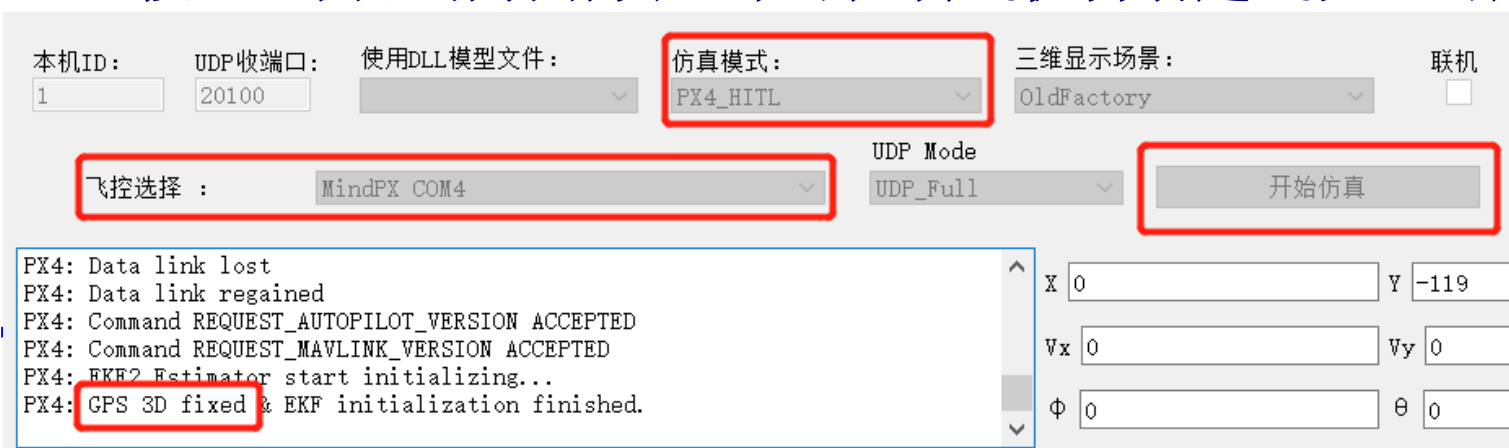 本机ID: UDP收端口: 使用DLL模型文件: 仿真模式: 三维显示场景: 联机
1 20100 PX4_HITL OldFactory
UDP Mode
飞控选择 : MindPX COM4 UDP_Full 开始仿真
PX4: Data link lost
PX4: Data link regained
PX4: Command REQUEST_AUTOPILOT_VERSION ACCEPTED
PX4: Command REQUEST_MAVLINK_VERSION ACCEPTED
PX4: EKF2 Estimator start initializing...
PX4: GPS 3D fixed & EKF initialization finished.
X 0 Y -119
Vx 0 Vy 0
Φ 0 θ 0